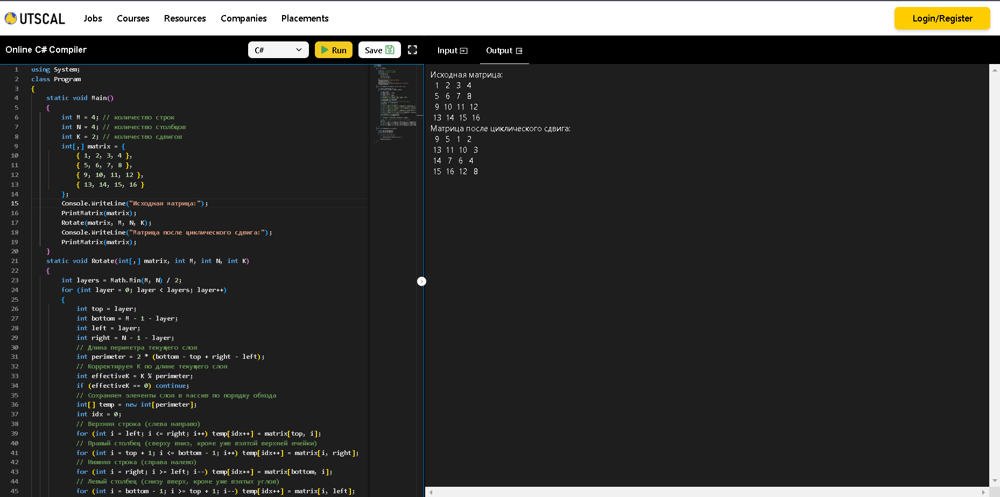 UTSCAL Jobs Courses Resources Companies Placements Login/Register
Online C# Compiler C# Run Save Input Output
1 using System;
2 class Program
3 {
4 static void Main()
5 {
6 int M = 4; // количество строк
7 int N = 4; // количество столбцов
8 int K = 2; // количество сдвигов
9 int[,] matrix = {
10 { 1, 2, 3, 4 },
11 { 5, 6, 7, 8 },
12 { 9, 10, 11, 12 },
13 { 13, 14, 15, 16 }
14 };
15 Console.WriteLine("Исходная матрица:");
16 PrintMatrix(matrix);
17 Rotate(matrix, M, N, K);
18 Console.WriteLine("Матрица после циклического сдвига:");
19 PrintMatrix(matrix);
20 }
21 static void Rotate(int[,] matrix, int M, int N, int K)
22 {
23 int layers = Math.Min(M, N) / 2;
24 for (int layer = 0; layer < layers; layer++)
25 {
26 int top = layer;
27 int bottom = M - 1 - layer;
28 int left = layer;
29 int right = N - 1 - layer;
30 // Длина периметра текущего слоя
31 int perimeter = 2 * (bottom - top + right - left);
32 // Корректируем K по длине текущего слоя
33 int effectiveK = K % perimeter;
34 if (effectiveK == 0) continue;
35 // Сохраняем элементы слоя в массив по порядку обхода
36 int[] temp = new int[perimeter];
37 int idx = 0;
38 // Верхняя строка (слева направо)
39 for (int i = left; i <= right; i++) temp[idx++] = matrix[top, i];
40 // Правый столбец (сверху вниз, кроме уже взятой верхней ячейки)
41 for (int i = top + 1; i <= bottom - 1; i++) temp[idx++] = matrix[i, right];
42 // Нижняя строка (справа налево)
43 for (int i = right; i >= left; i--) temp[idx++] = matrix[bottom, i];
44 // Левый столбец (снизу вверх, кроме уже взятых углов)
45 for (int i = bottom - 1; i >= top + 1; i--) temp[idx++] = matrix[i, left];
Исходная матрица:
1 2 3 4
5 6 7 8
9 10 11 12
13 14 15 16
Матрица после циклического сдвига:
9 5 1 2
13 11 10 3
14 7 6 4
15 16 12 8